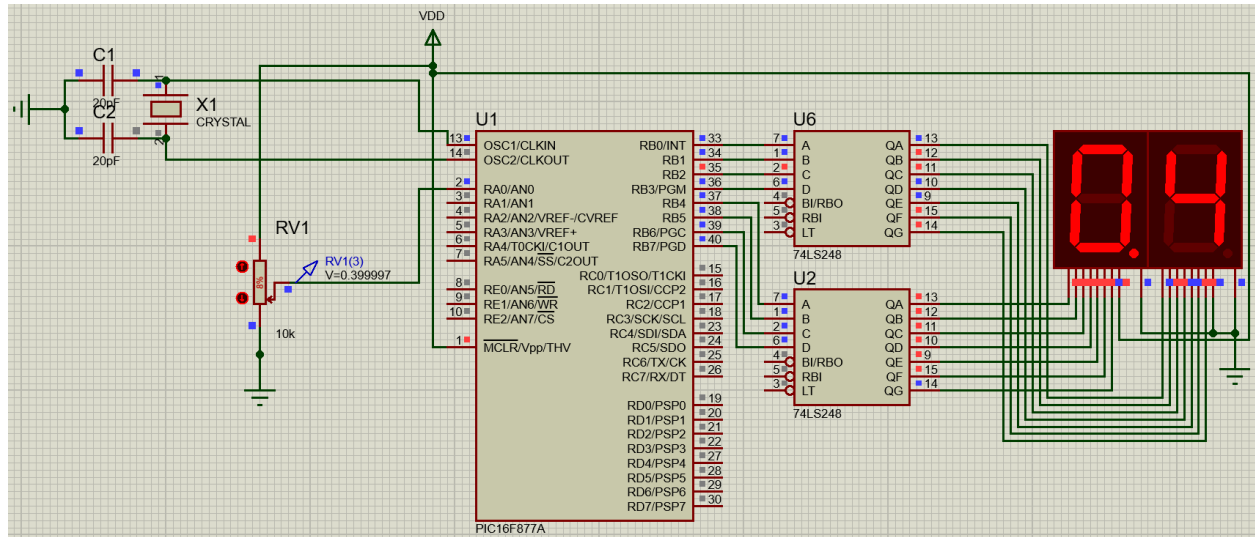 VDD
C1
20pF
C2
20pF
X1
CRYSTAL
1
2
RV1
RV1(3)
V=0.399997
8%
10k
U1
13 OSC1/CLKIN
14 OSC2/CLKOUT
2 RA0/AN0
3 RA1/AN1
4 RA2/AN2/VREF-/CVREF
5 RA3/AN3/VREF+
6 RA4/T0CKI/C1OUT
7 RA5/AN4/SS/C2OUT
8 RE0/AN5/RD
9 RE1/AN6/WR
10 RE2/AN7/CS
1 MCLR/Vpp/THV
RB0/INT 33
RB1 34
RB2 35
RB3/PGM 36
RB4 37
RB5 38
RB6/PGC 39
RB7/PGD 40
RC0/T1OSO/T1CKI 15
RC1/T1OSI/CCP2 16
RC2/CCP1 17
RC3/SCK/SCL 18
RC4/SDI/SDA 23
RC5/SDO 24
RC6/TX/CK 25
RC7/RX/DT 26
RD0/PSP0 19
RD1/PSP1 20
RD2/PSP2 21
RD3/PSP3 22
RD4/PSP4 27
RD5/PSP5 28
RD6/PSP6 29
RD7/PSP7 30
PIC16F877A
U6
7 A QA 13
1 B QB 12
2 C QC 11
6 D QD 10
4 BI/RBO QE 9
5 RBI QF 15
3 LT QG 14
74LS248
U2
7 A QA 13
1 B QB 12
2 C QC 11
6 D QD 10
4 BI/RBO QE 9
5 RBI QF 15
3 LT QG 14
74LS248
0.4